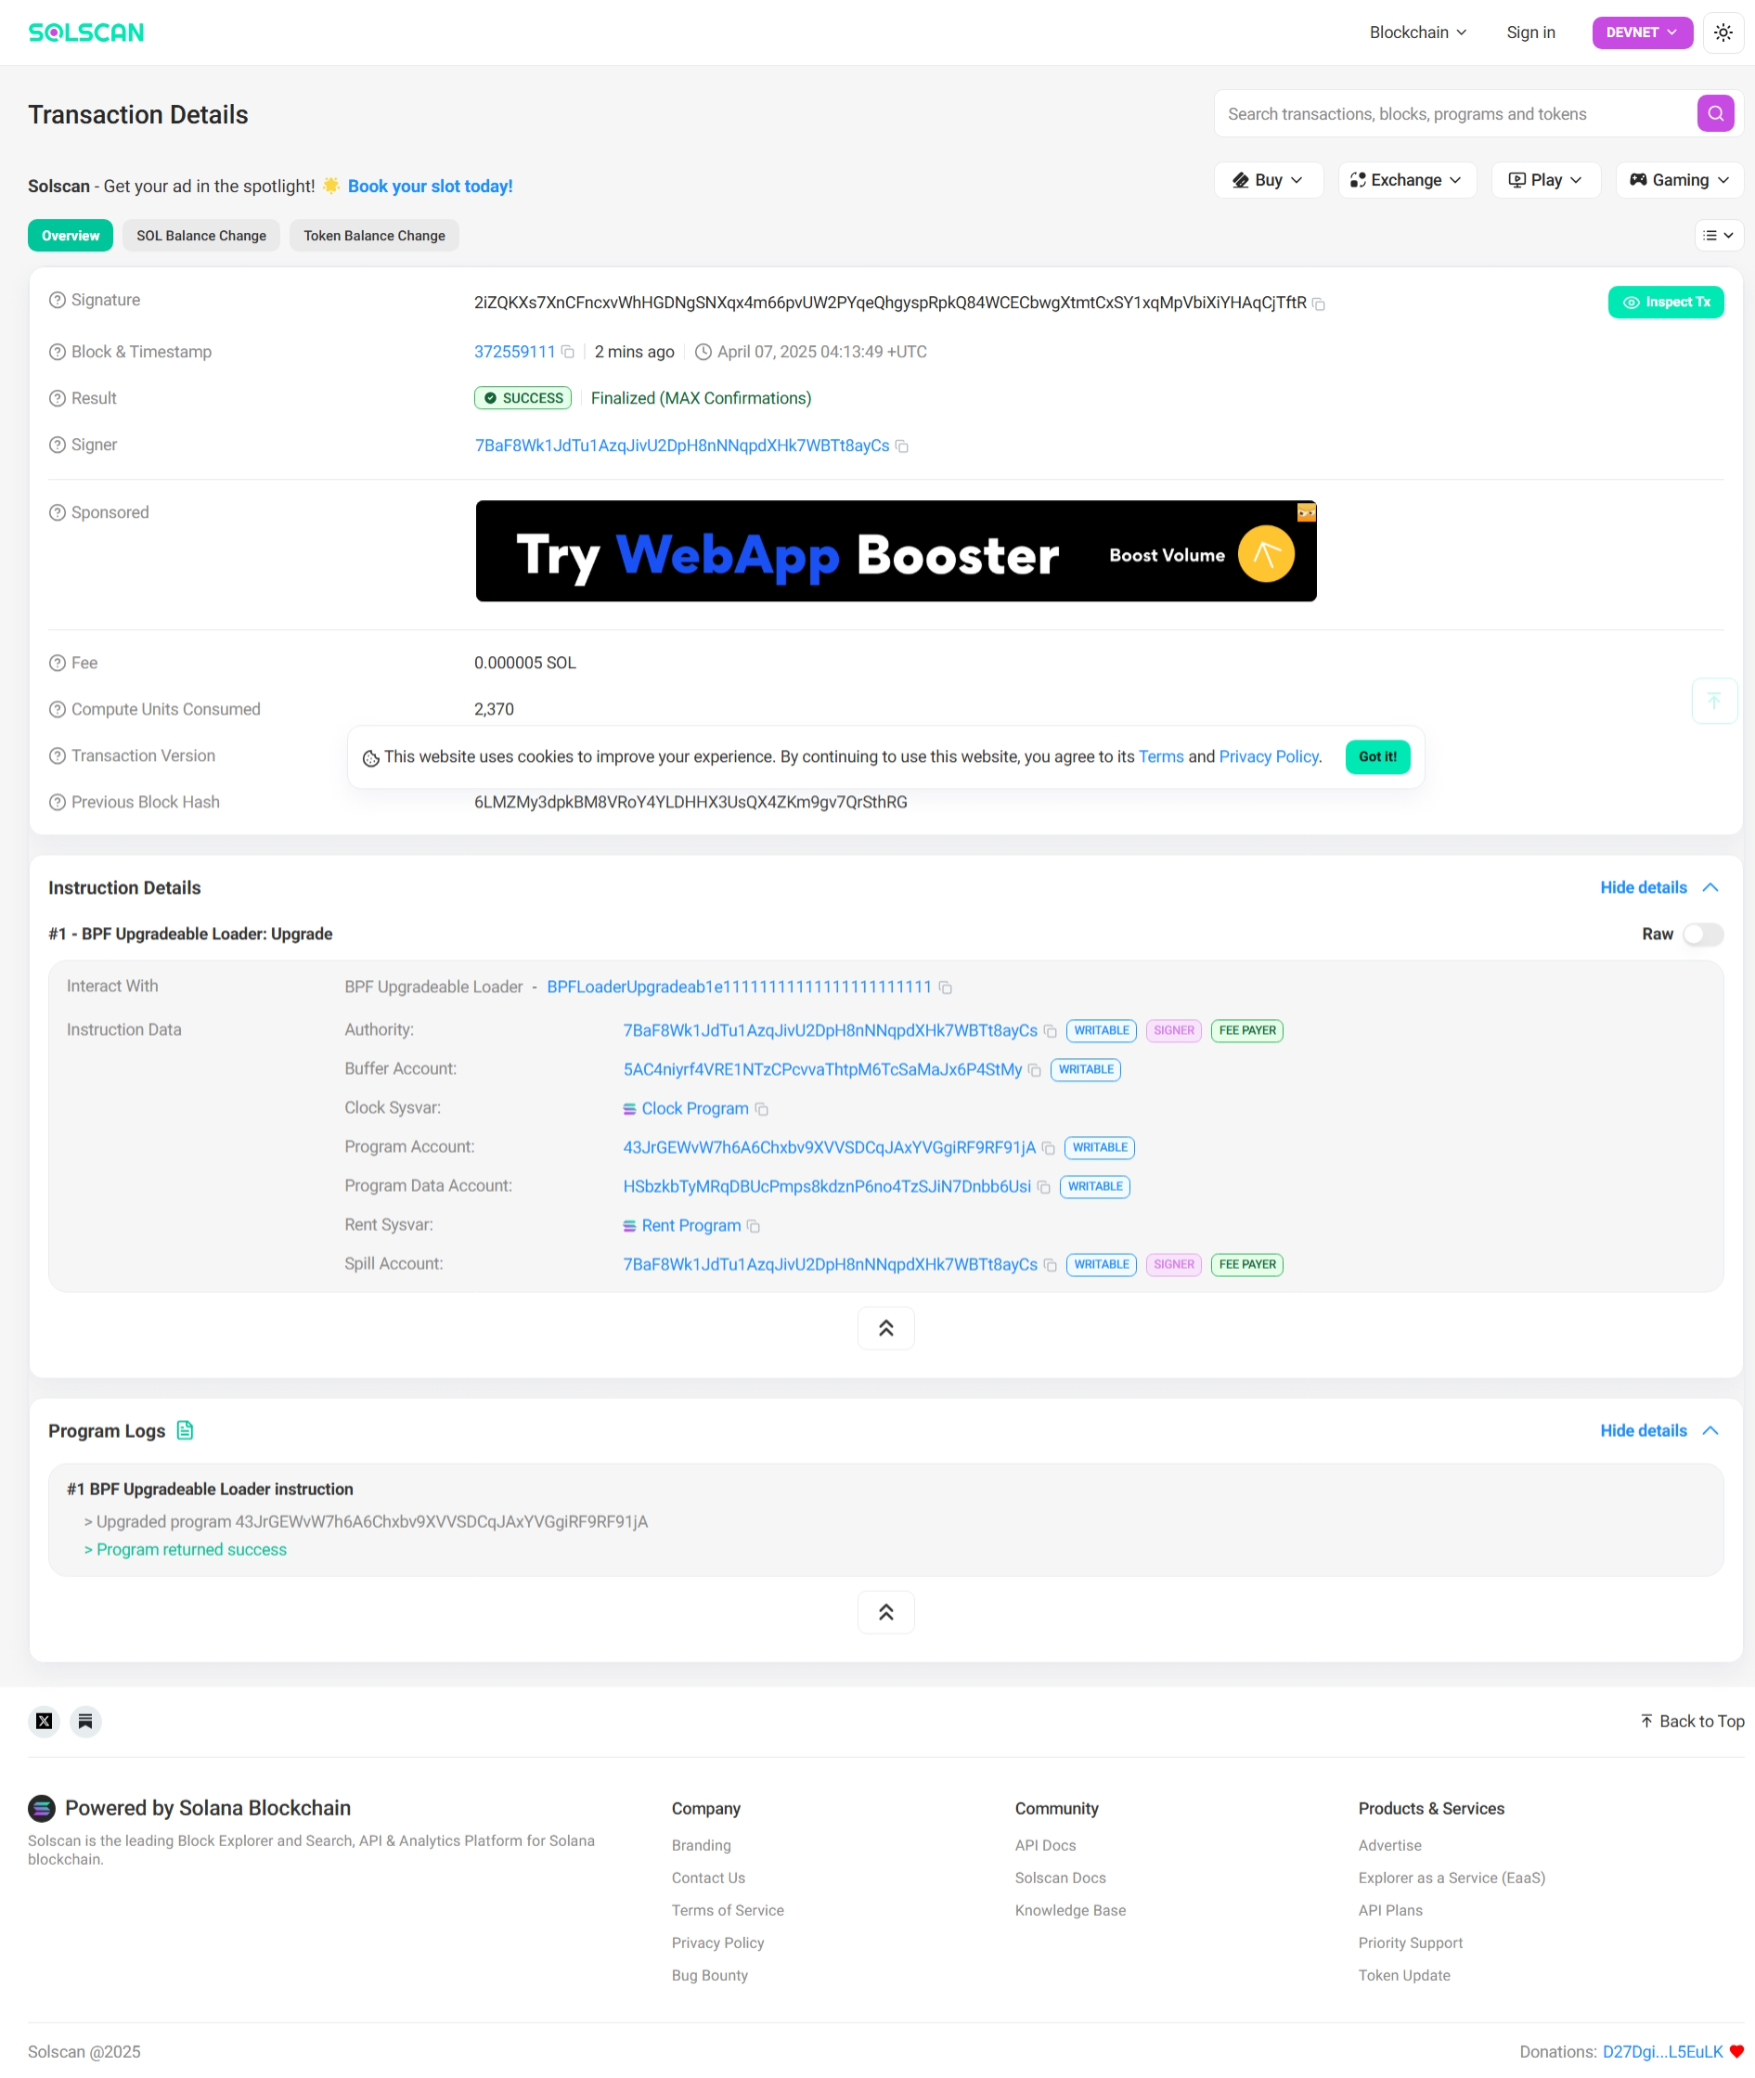 SOLSCAN
Blockchain
Sign in
DEVNET
Transaction Details
Search transactions, blocks, programs and tokens
Solscan - Get your ad in the spotlight! 🌟 Book your slot today!
Buy
Exchange
Play
Gaming
Overview
SOL Balance Change
Token Balance Change
Signature
2iZQKXs7XnCFncxvWhHGDNgSNXqx4m66pvUW2PYqeQhgyspRpkQ84WCECbwgXtmtCxSY1xqMpVbiXiYHAqCjTftR
Inspect Tx
Block & Timestamp
372559111
2 mins ago
April 07, 2025 04:13:49 +UTC
Result
SUCCESS
Finalized (MAX Confirmations)
Signer
7BaF8Wk1JdTu1AzqJivU2DpH8nNNqpdXHk7WBTt8ayCs
Sponsored
Try WebApp Booster
Boost Volume
Fee
0.000005 SOL
Compute Units Consumed
2,370
Transaction Version
This website uses cookies to improve your experience. By continuing to use this website, you agree to its Terms and Privacy Policy.
Got it!
Previous Block Hash
6LMZMy3dpkBM8VRoY4YLDHHX3UsQX4ZKm9gv7QrSthRG
Instruction Details
Hide details
#1 - BPF Upgradeable Loader: Upgrade
Raw
Interact With
BPF Upgradeable Loader - BPFLoaderUpgradeab1e11111111111111111111111
Instruction Data
Authority:
7BaF8Wk1JdTu1AzqJivU2DpH8nNNqpdXHk7WBTt8ayCs
WRITABLE
SIGNER
FEE PAYER
Buffer Account:
5AC4niyrf4VRE1NTzCPcvvaThtpM6TcSaMaJx6P4StMy
WRITABLE
Clock Sysvar:
Clock Program
Program Account:
43JrGEWvW7h6A6Chxbv9XVVSDCqJAxYVGgiRF9RF91jA
WRITABLE
Program Data Account:
HSbzkbTyMRqDBUcPmps8kdznP6no4TzSJiN7Dnbb6Usi
WRITABLE
Rent Sysvar:
Rent Program
Spill Account:
7BaF8Wk1JdTu1AzqJivU2DpH8nNNqpdXHk7WBTt8ayCs
WRITABLE
SIGNER
FEE PAYER
Program Logs
Hide details
#1 BPF Upgradeable Loader instruction
> Upgraded program 43JrGEWvW7h6A6Chxbv9XVVSDCqJAxYVGgiRF9RF91jA
> Program returned success
Back to Top
Powered by Solana Blockchain
Solscan is the leading Block Explorer and Search, API & Analytics Platform for Solana
blockchain.
Company
Branding
Contact Us
Terms of Service
Privacy Policy
Bug Bounty
Community
API Docs
Solscan Docs
Knowledge Base
Products & Services
Advertise
Explorer as a Service (EaaS)
API Plans
Priority Support
Token Update
Solscan @2025
Donations: D27Dgi...L5EuLK